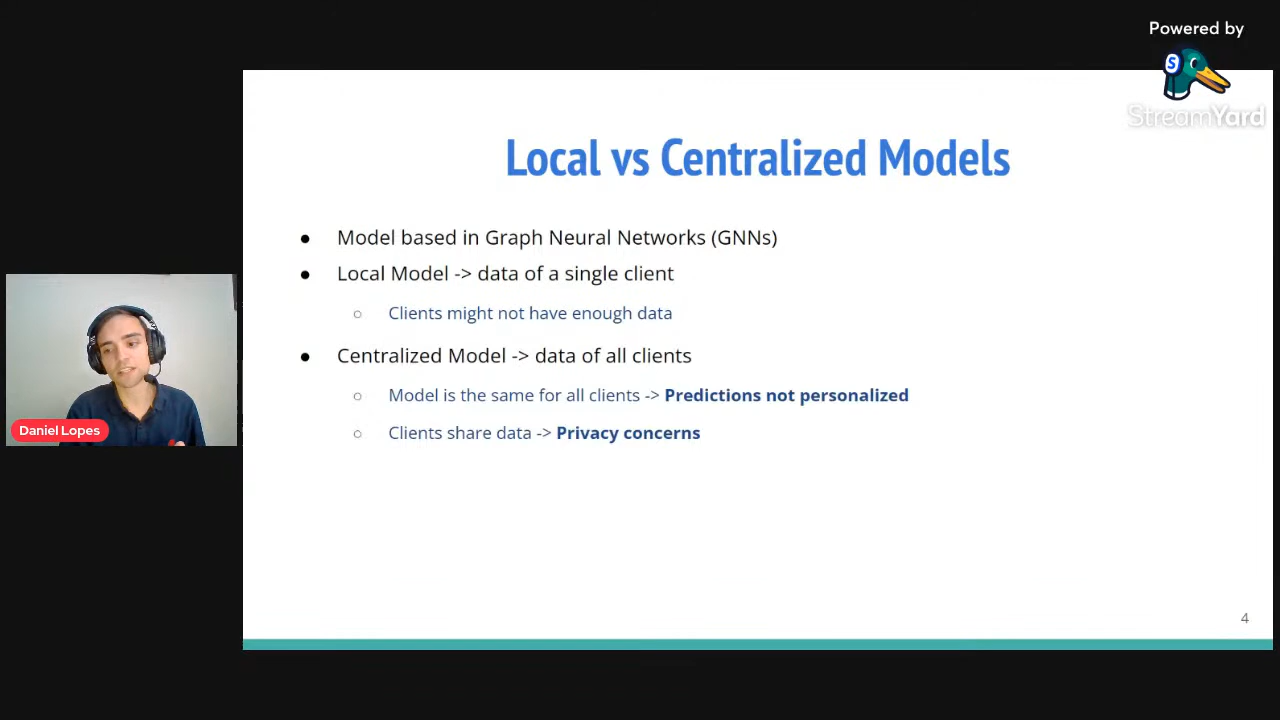 Powered by
S
StreamYard
Local vs Centralized Models
● Model based in Graph Neural Networks (GNNs)
● Local Model -> data of a single client
○ Clients might not have enough data
● Centralized Model -> data of all clients
○ Model is the same for all clients -> Predictions not personalized
○ Clients share data -> Privacy concerns
Daniel Lopes
4